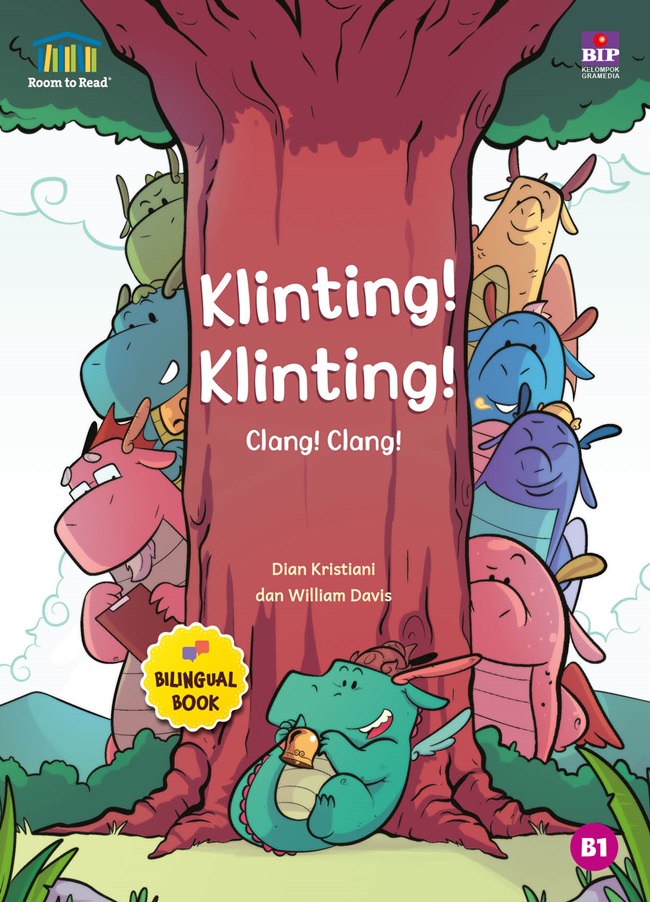 Room to Read®
BIP
KELOMPOK
GRAMEDIA
Klinting!
Klinting!
Clang! Clang!
Dian Kristiani
dan William Davis
BILINGUAL
BOOK
B1